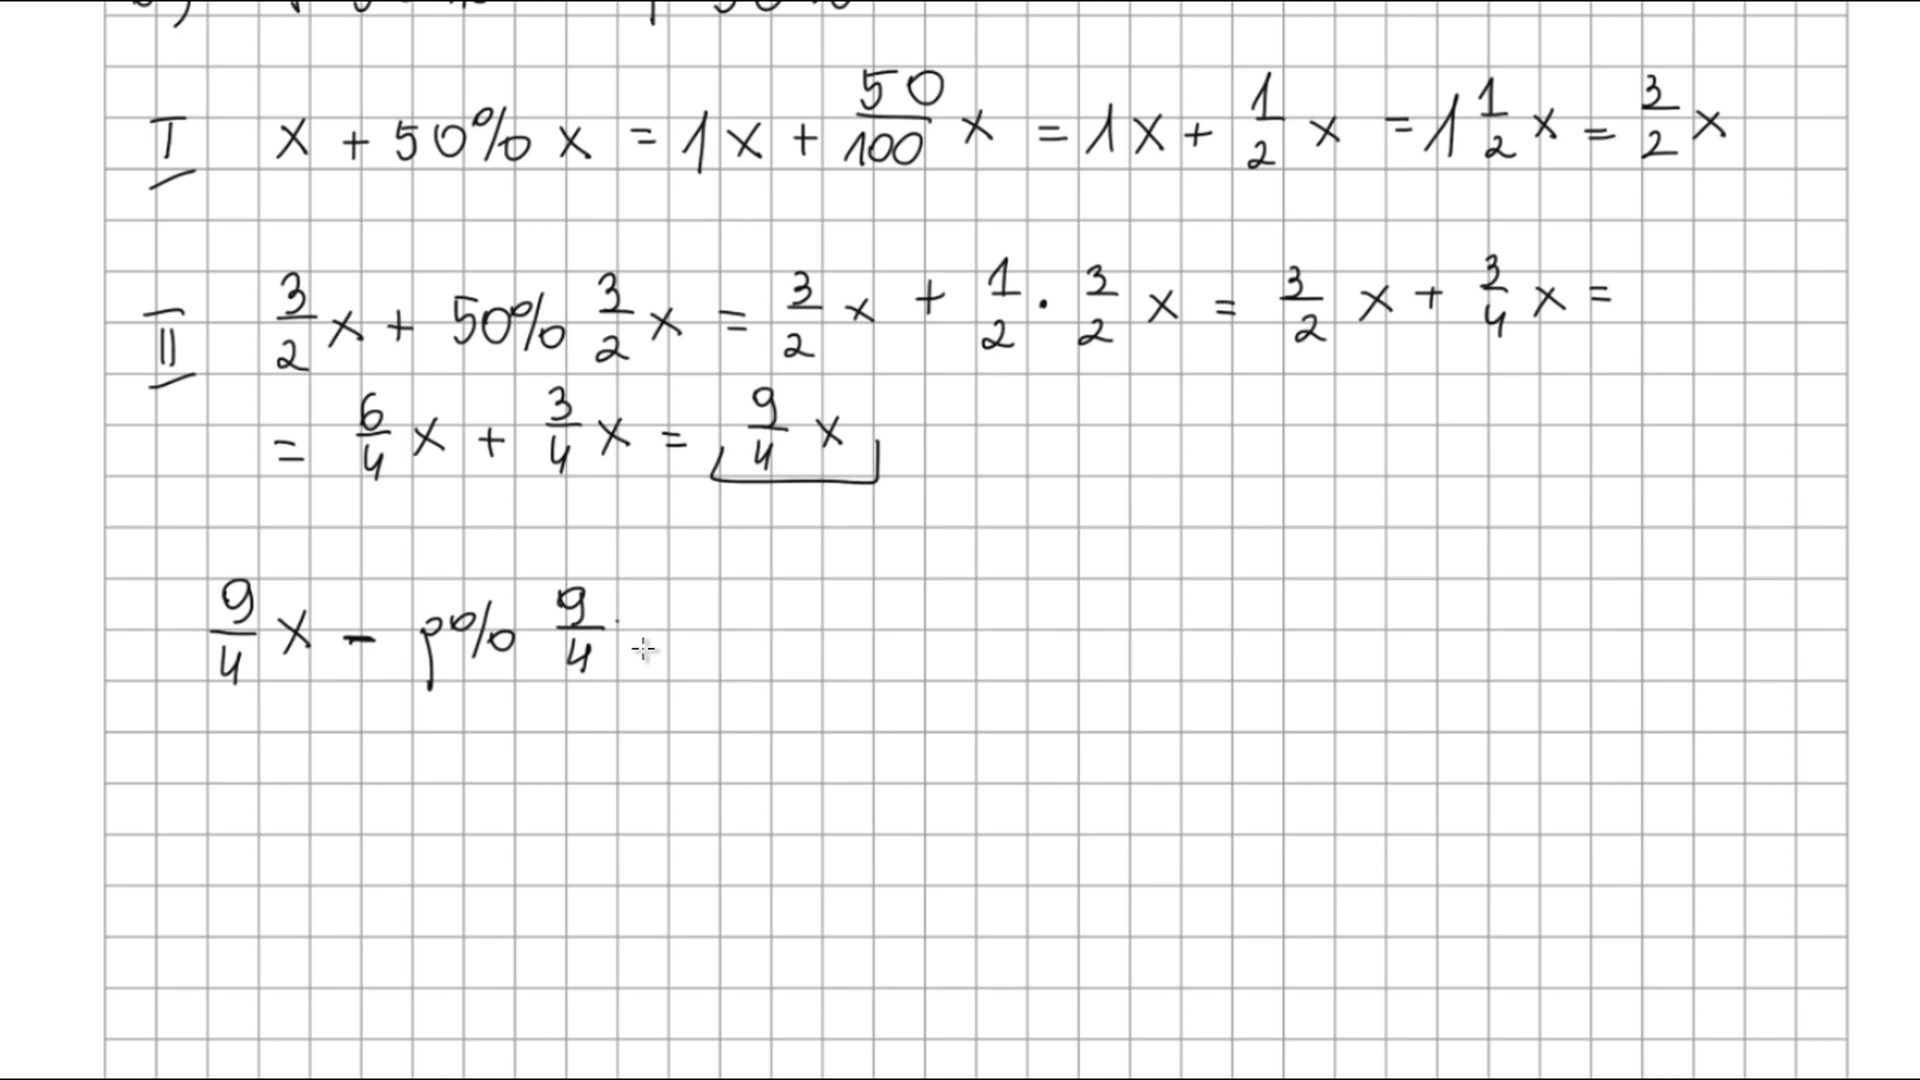 I x + 50% x = 1x + 50/100 x = 1x + 1/2 x = 1 1/2 x = 3/2 x
II 3/2 x + 50% 3/2 x = 3/2 x + 1/2 · 3/2 x = 3/2 x + 3/4 x =
= 6/4 x + 3/4 x = 9/4 x
9/4 x - p% 9/4